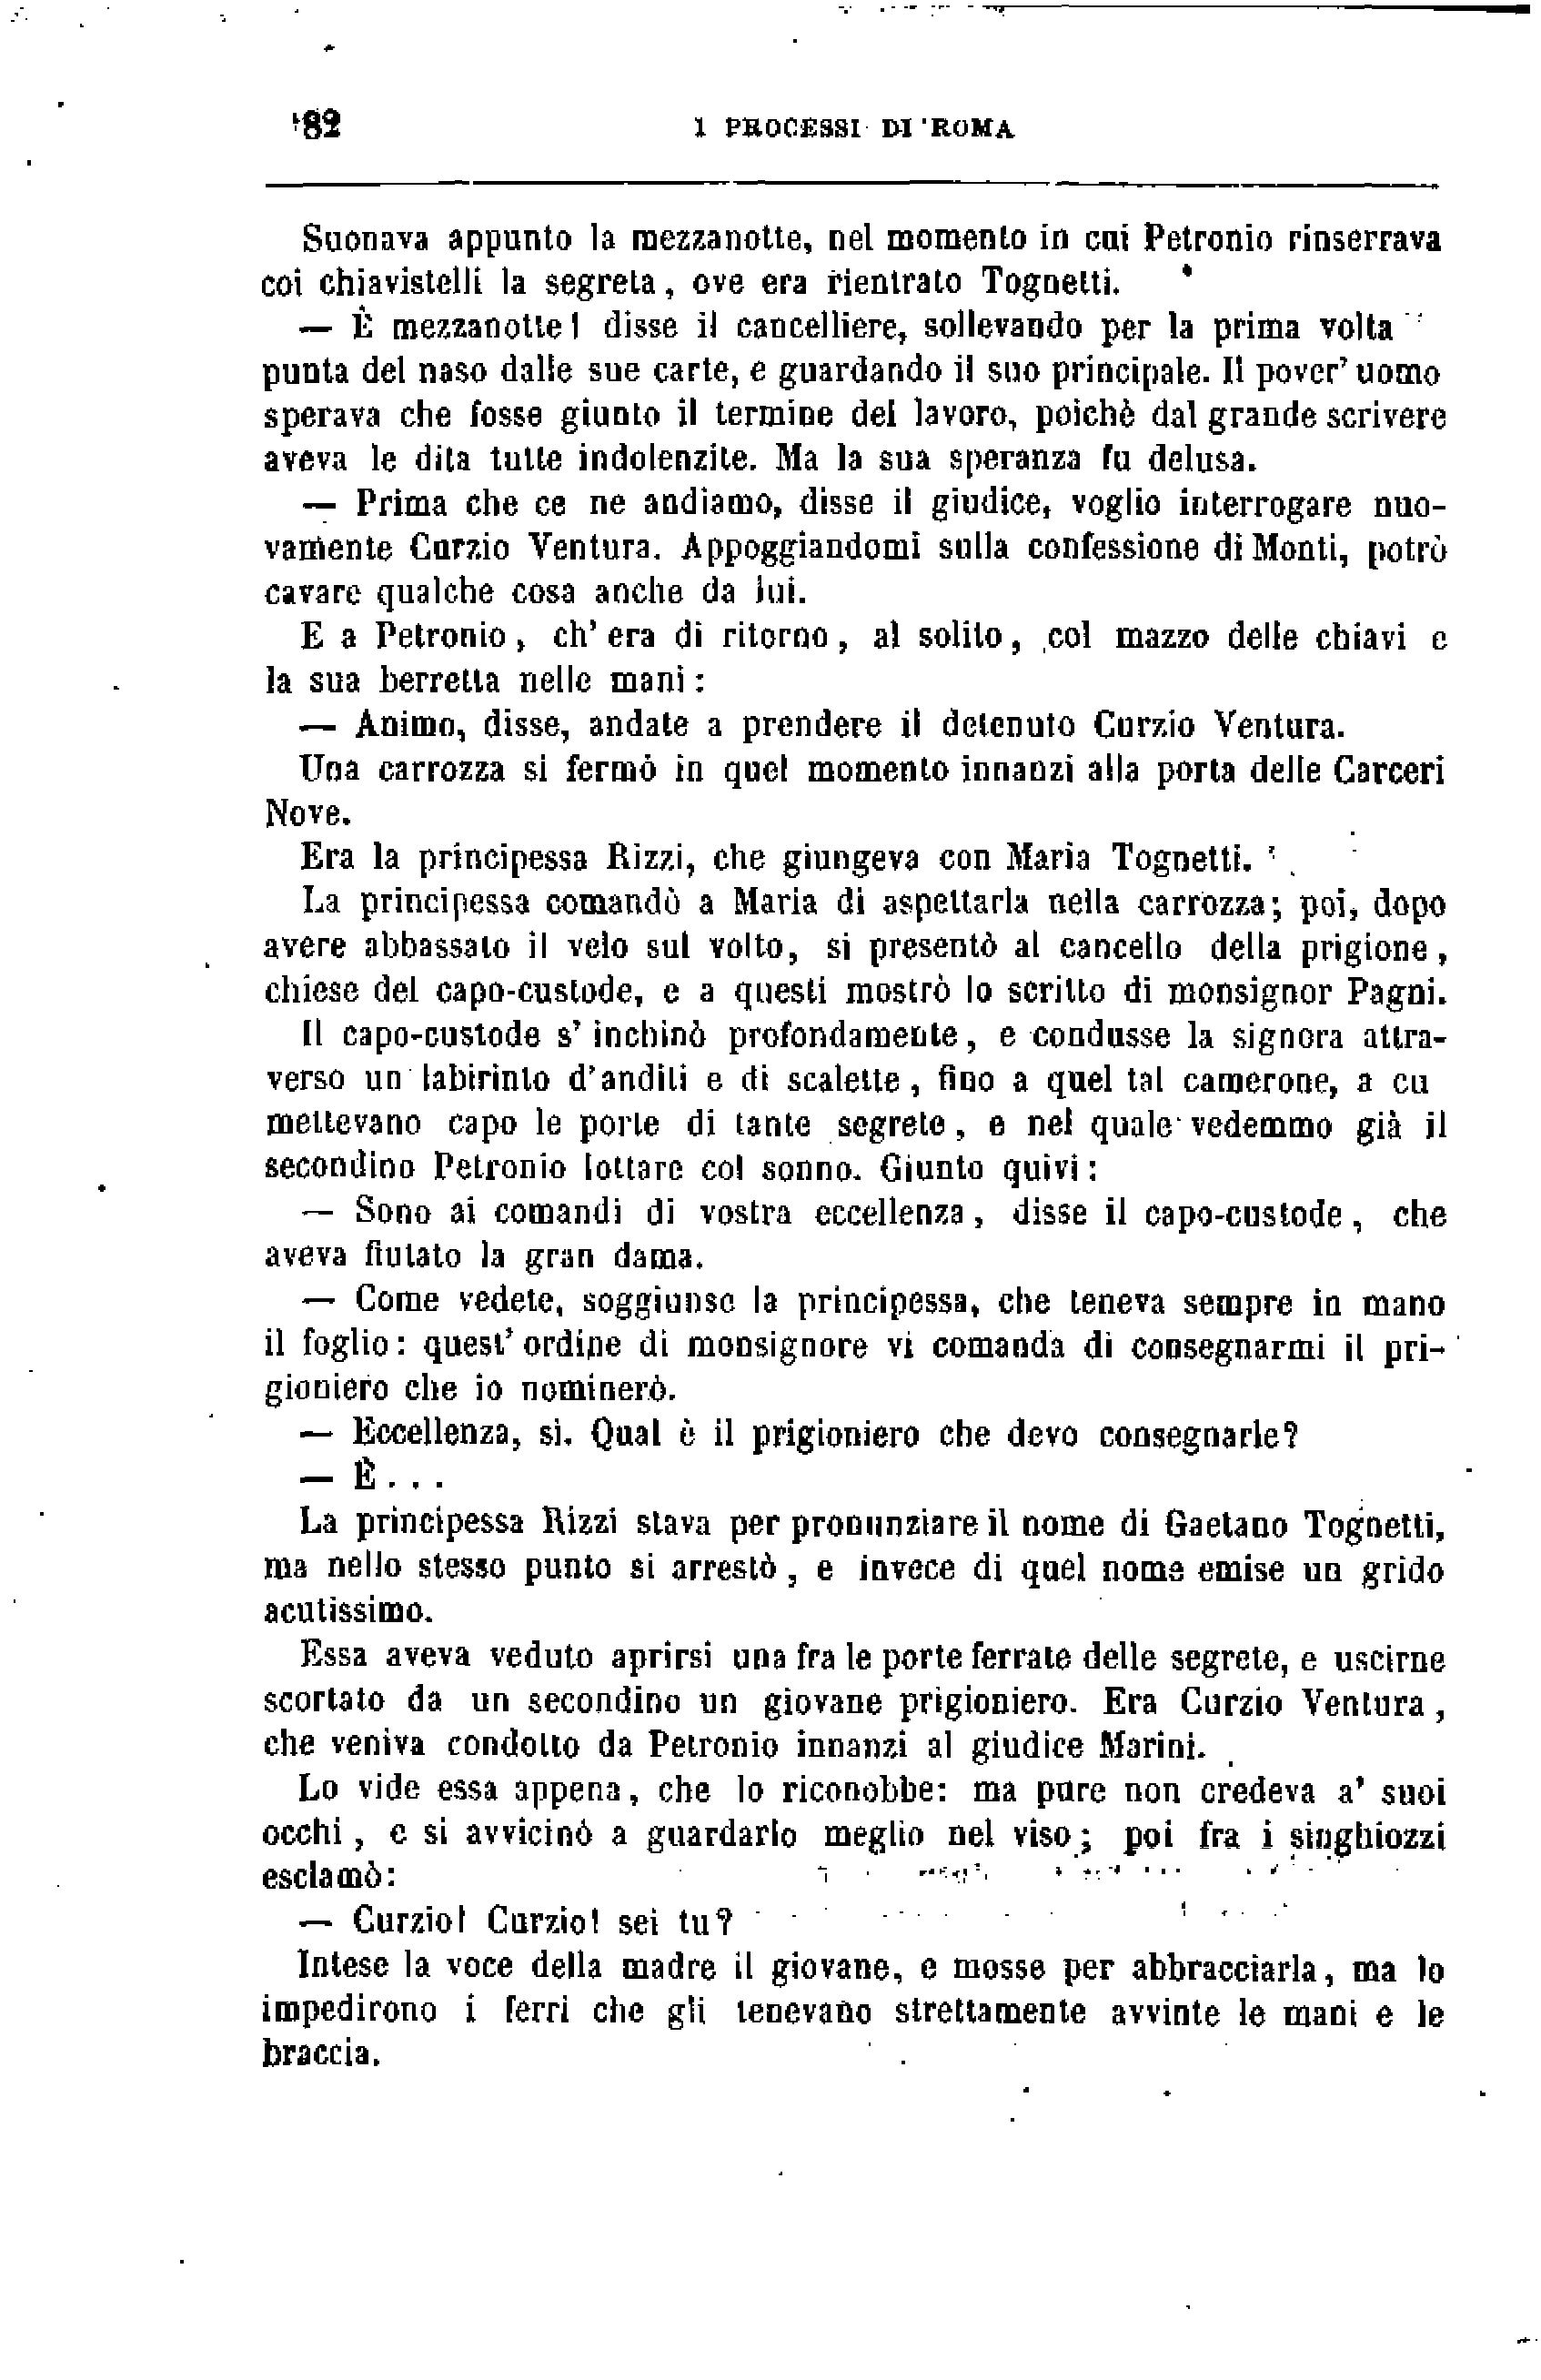 82 I PROCESSI DI ROMA
Suonava appunto la mezzanotte, nel momento in cui Petronio rinserrava
coi chiavistelli la segreta, ove era rientrato Tognetti.
— È mezzanotte! disse il cancelliere, sollevando per la prima volta
punta del naso dalle sue carte, e guardando il suo principale. Il pover' uomo
sperava che fosse giunto il termine del lavoro, poichè dal grande scrivere
aveva le dita tutte indolenzite. Ma la sua speranza fu delusa.
— Prima che ce ne andiamo, disse il giudice, voglio interrogare nuo-
vamente Curzio Ventura. Appoggiandomi sulla confessione di Monti, potrò
cavare qualche cosa anche da lui.
E a Petronio, ch' era di ritorno, al solito, col mazzo delle chiavi e
la sua berretta nelle mani:
— Animo, disse, andate a prendere il detenuto Curzio Ventura.
Una carrozza si fermò in quel momento innanzi alla porta delle Carceri
Nove.
Era la principessa Rizzi, che giungeva con Maria Tognetti.
La principessa comandò a Maria di aspettarla nella carrozza; poi, dopo
avere abbassato il velo sul volto, si presentò al cancello della prigione,
chiese del capo-custode, e a questi mostrò lo scritto di monsignor Pagni.
Il capo-custode s' inchinò profondamente, e condusse la signora attra-
verso un labirinto d'anditi e di scalette, fino a quel tal camerone, a cu
mettevano capo le porte di tante segrete, e nel quale vedemmo già il
secondino Petronio lottare col sonno. Giunto quivi:
— Sono ai comandi di vostra eccellenza, disse il capo-custode, che
aveva fiutato la gran dama.
— Come vedete, soggiunse la principessa, che teneva sempre in mano
il foglio: quest' ordine di monsignore vi comanda di consegnarmi il pri-
gioniero che io nominerò.
— Eccellenza, si. Qual è il prigioniero che devo consegnarle?
— È...
La principessa Rizzi stava per pronunziare il nome di Gaetano Tognetti,
ma nello stesso punto si arrestò, e invece di quel nome emise un grido
acutissimo.
Essa aveva veduto aprirsi una fra le porte ferrate delle segrete, e uscirne
scortato da un secondino un giovane prigioniero. Era Curzio Ventura,
che veniva condotto da Petronio innanzi al giudice Marini.
Lo vide essa appena, che lo riconobbe: ma pure non credeva a' suoi
occhi, e si avvicinò a guardarlo meglio nel viso; poi fra i singhiozzi
esclamò:
— Curzio! Curzio! sei tu?
Intese la voce della madre il giovane, e mosse per abbracciarla, ma lo
impedirono i ferri che gli tenevano strettamente avvinte le mani e le
braccia.